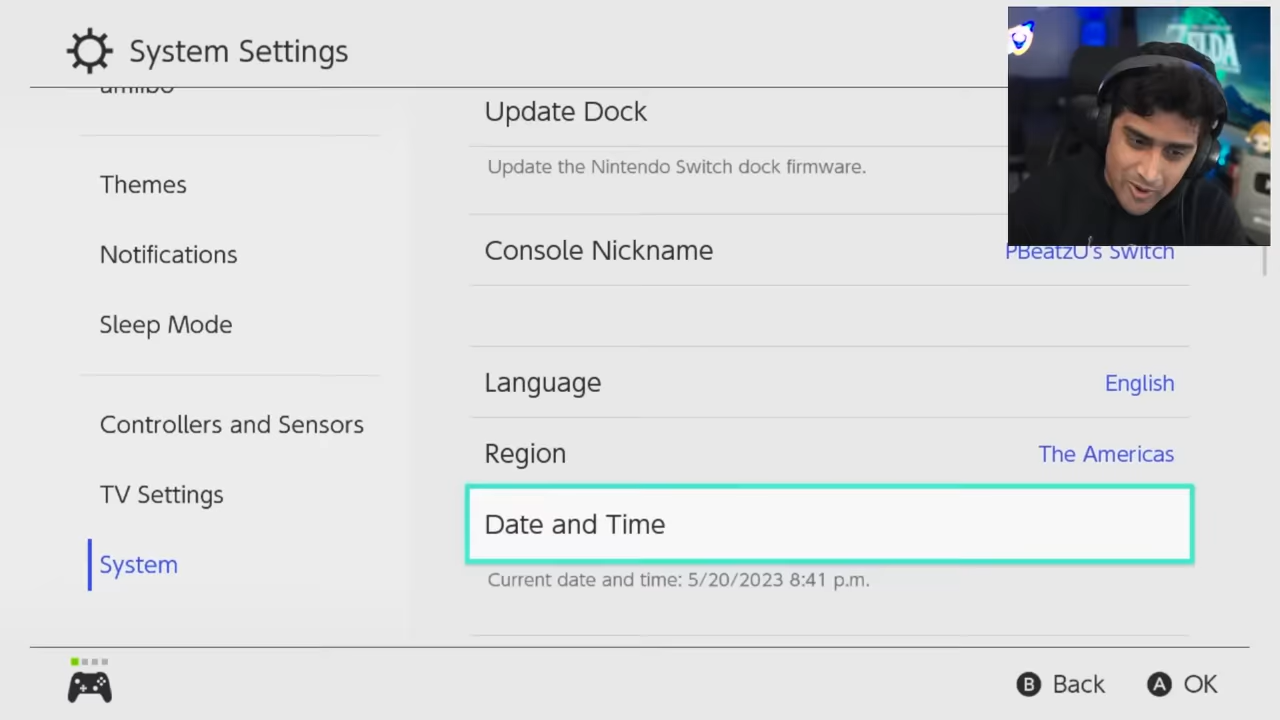 System Settings
amiibo
Themes
Notifications
Sleep Mode
Controllers and Sensors
TV Settings
System
Update Dock
Update the Nintendo Switch dock firmware.
Console Nickname
PBeatzU's Switch
Language
English
Region
The Americas
Date and Time
Current date and time: 5/20/2023 8:41 p.m.
ZELDA
B Back
A OK